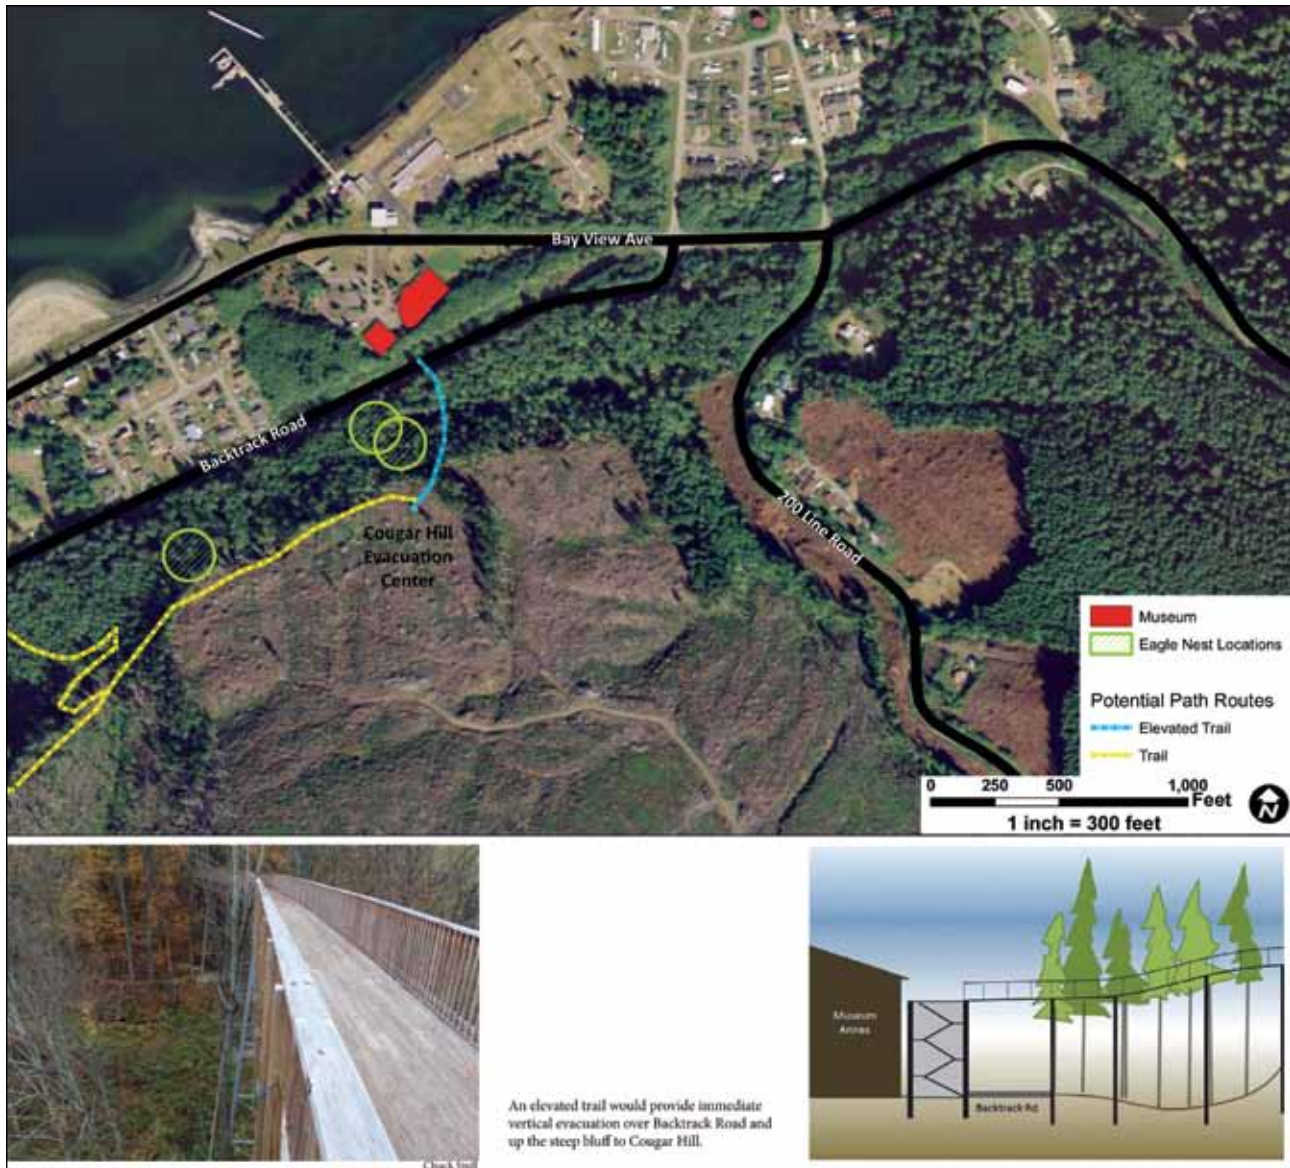 Bay View Ave
Backtrack Road
200 Line Road
Cougar Hill
Evacuation
Center
Museum
Eagle Nest Locations
Potential Path Routes
Elevated Trail
Trail
0 250 500 1,000
Feet
1 inch = 300 feet
N
Museum
Annex
Backtrack Rd
An elevated trail would provide immediate
vertical evacuation over Backtrack Road and
up the steep bluff to Cougar Hill.
Chuck